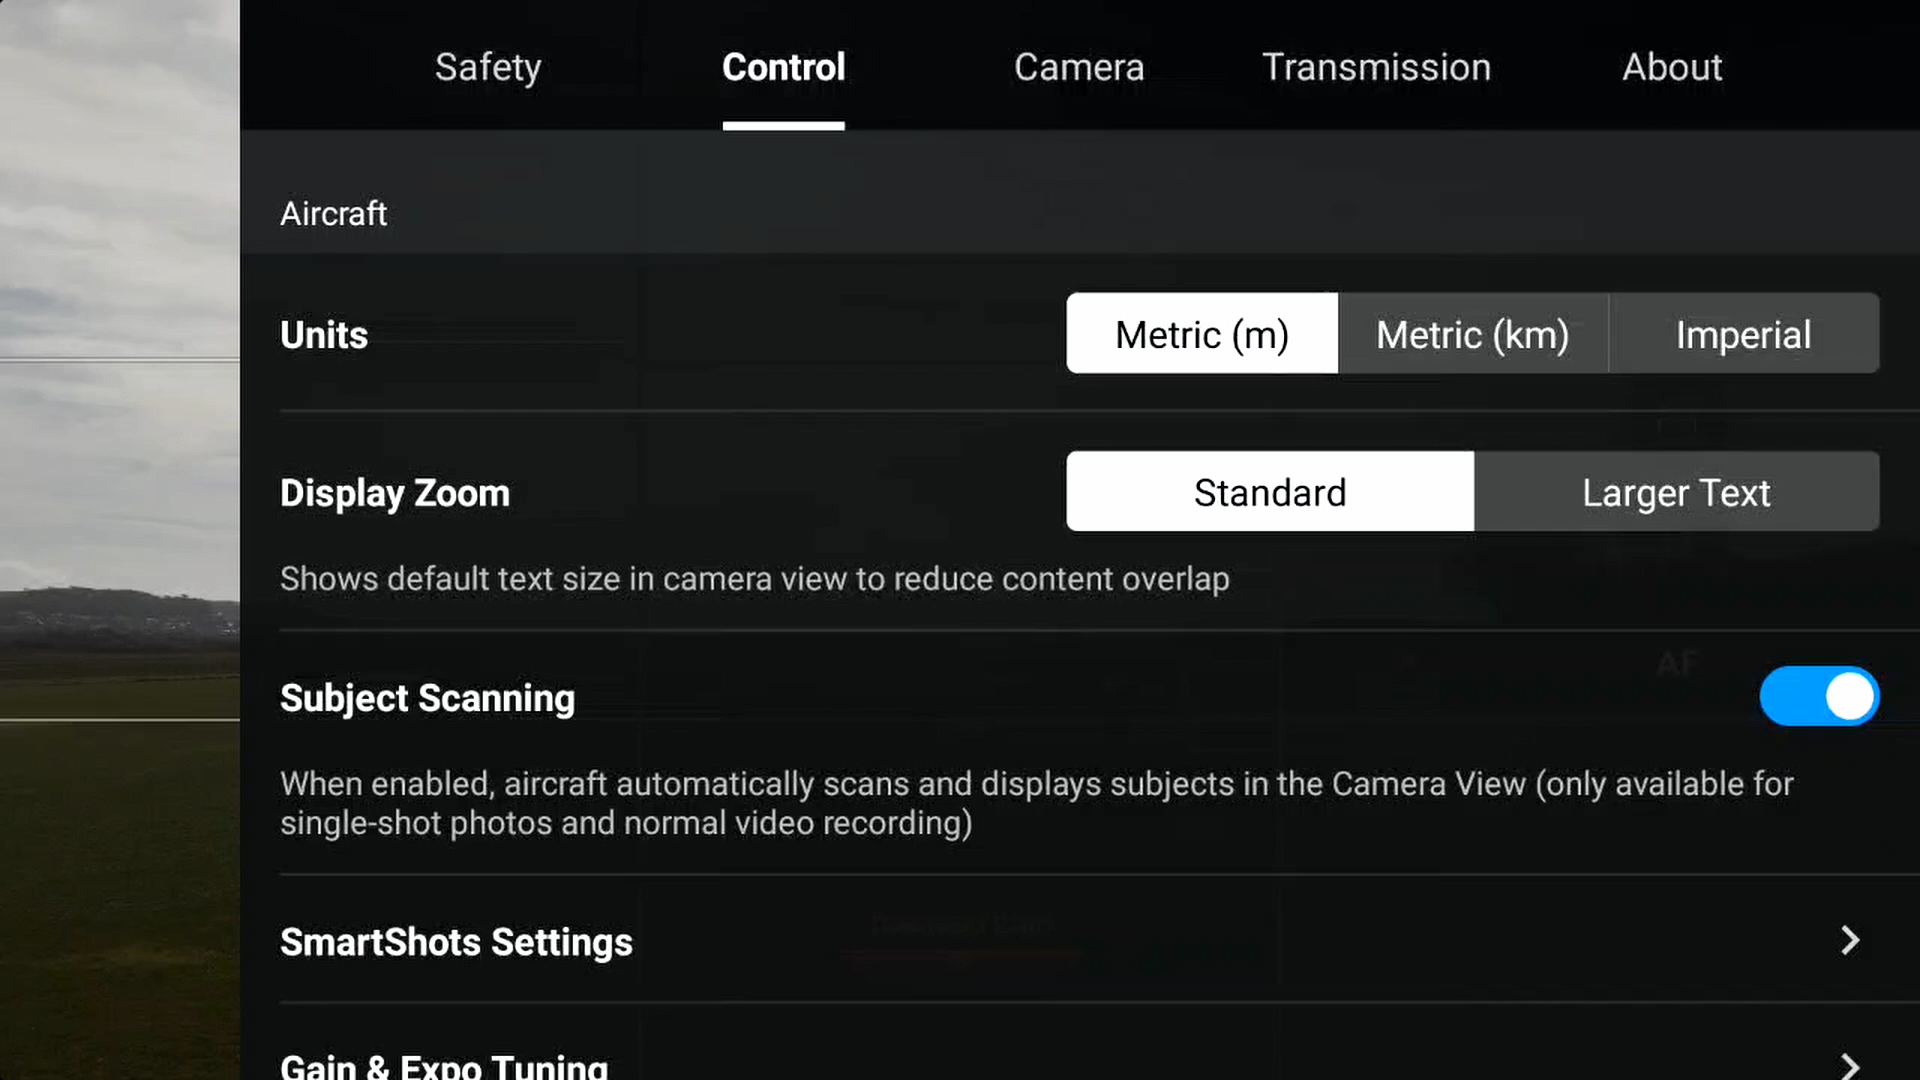 Safety Control Camera Transmission About
Aircraft
Units Metric (m) Metric (km) Imperial
Display Zoom Standard Larger Text
Shows default text size in camera view to reduce content overlap
AF
Subject Scanning
When enabled, aircraft automatically scans and displays subjects in the Camera View (only available for
single-shot photos and normal video recording)
SmartShots Settings
Gain & Expo Tuning